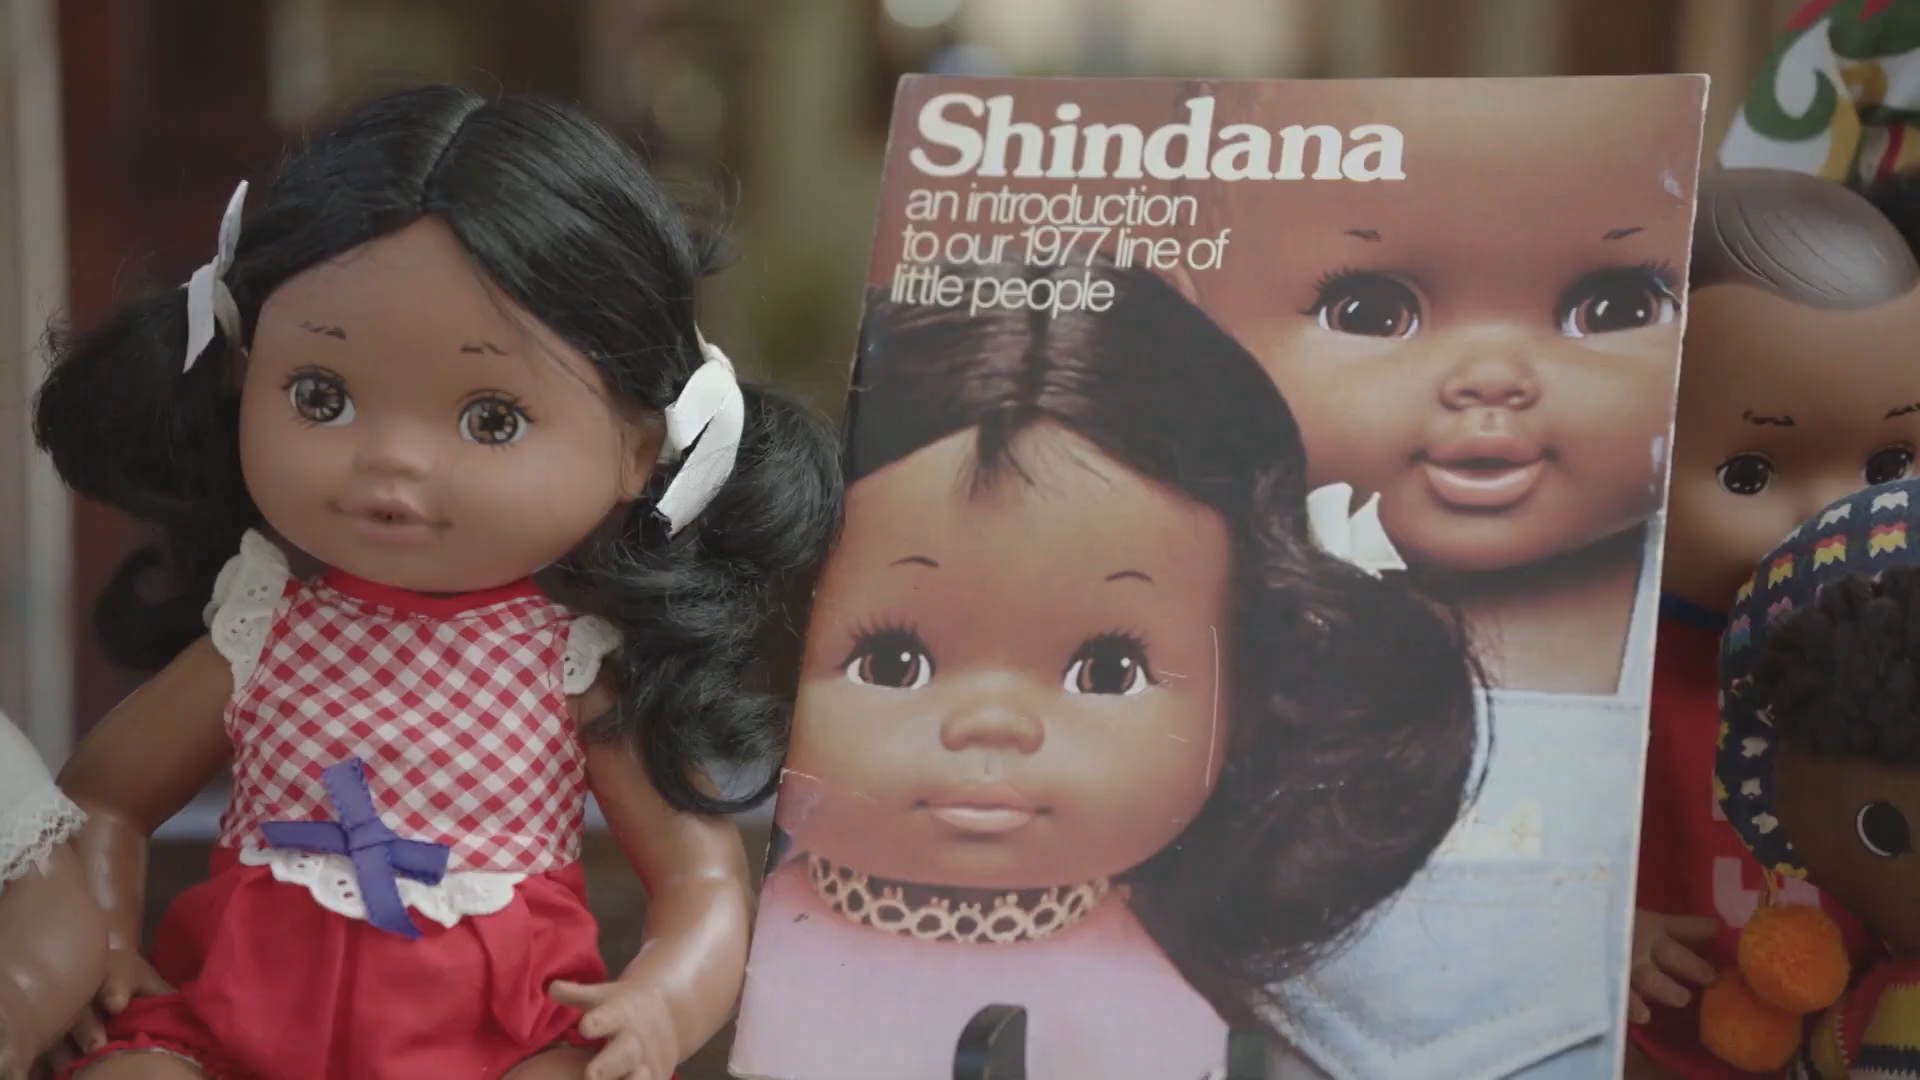 Shindana
an introduction
to our 1977 line of
little people